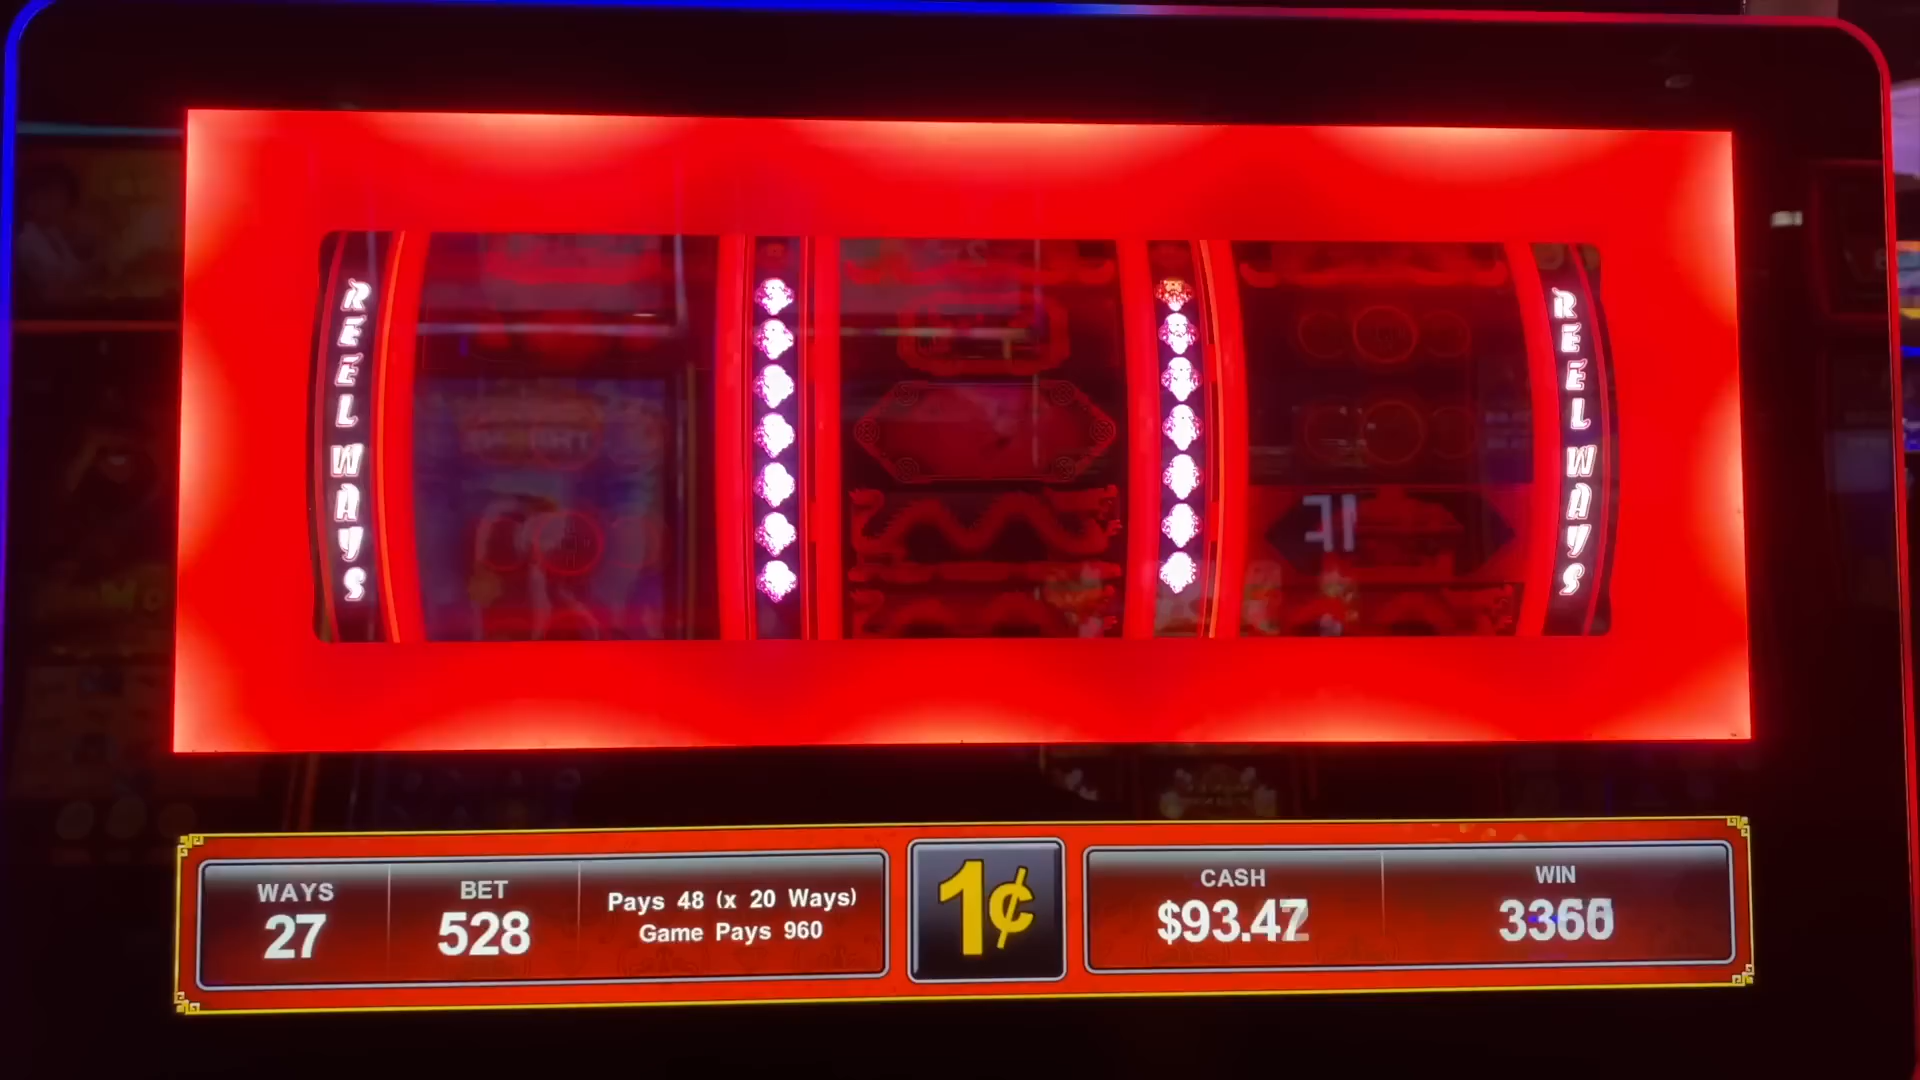 REEL WAYS
REEL WAYS
WAYS
27
BET
528
Pays 48 (x 20 Ways)
Game Pays 960
1¢
CASH
$93.47
WIN